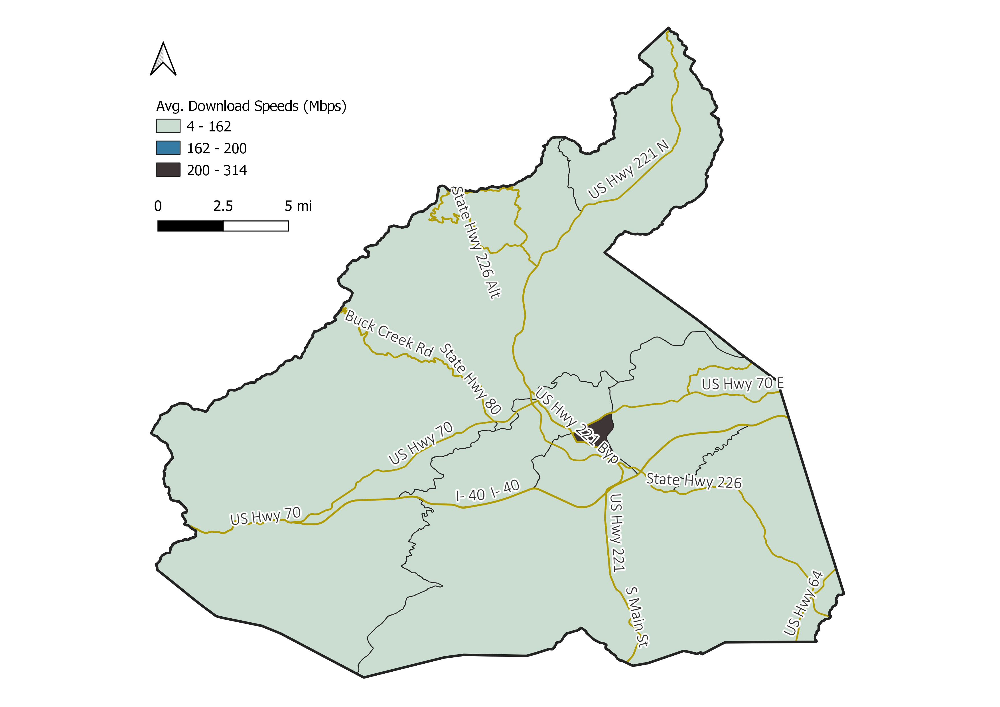 Avg. Download Speeds (Mbps)
4 - 162
162 - 200
200 - 314
0 2.5 5 mi
US Hwy 221 N
State Hwy 226 Alt
Buck Creek Rd
State Hwy 80
US Hwy 70 E
US Hwy 221 Byp
US Hwy 70
State Hwy 226
I- 40 I- 40
US Hwy 70
US Hwy 221
US Hwy 64
S Main St